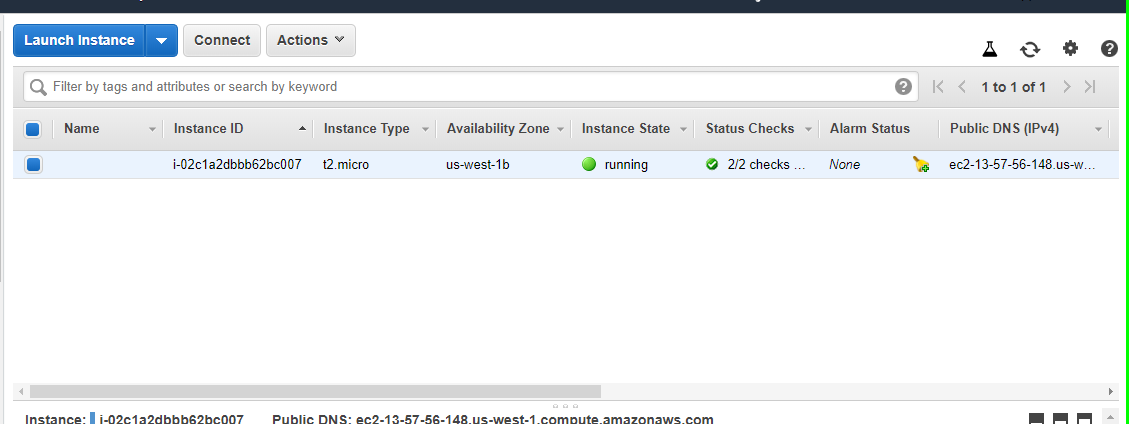 Launch Instance Connect Actions
Filter by tags and attributes or search by keyword ? 1 to 1 of 1 ?
Name Instance ID Instance Type Availability Zone Instance State Status Checks Alarm Status Public DNS (IPv4)
i-02c1a2dbbb62bc007 t2.micro us-west-1b running 2/2 checks ... None ec2-13-57-56-148.us-w...
Instance: i-02c1a2dbbb62bc007 Public DNS: ec2-13-57-56-148.us-west-1.compute.amazonaws.com